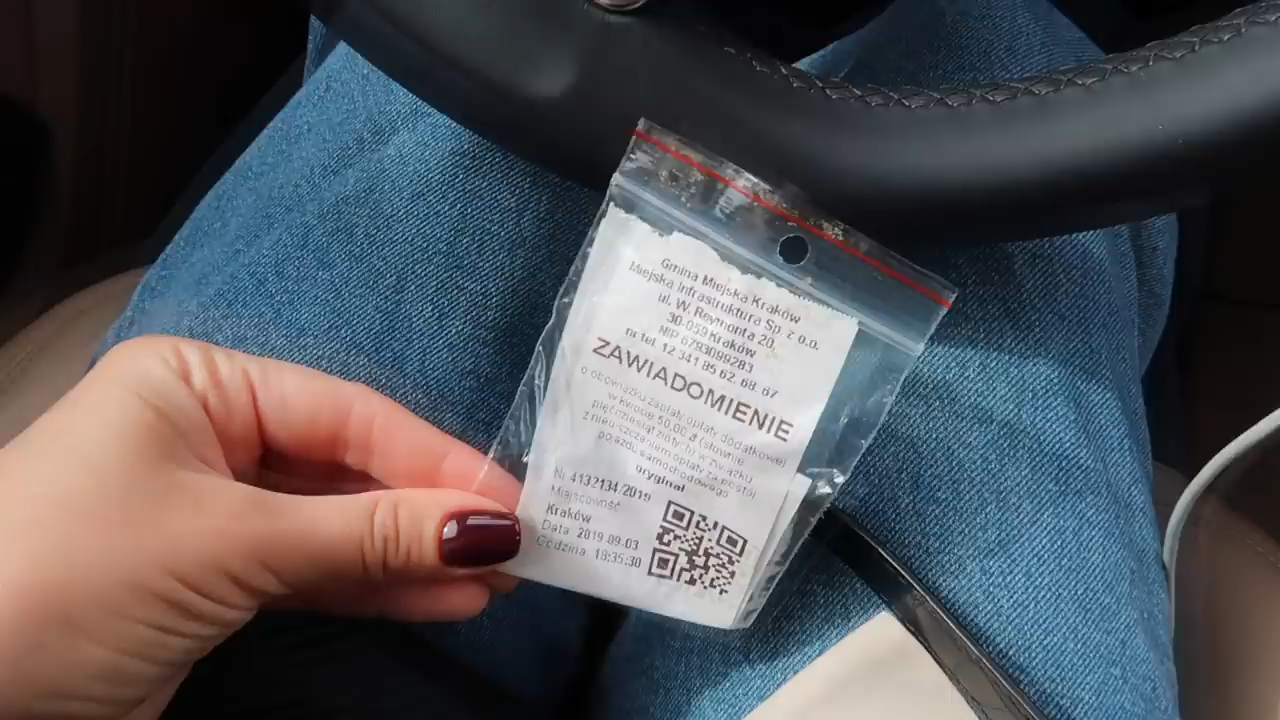 Gmina Miejska Kraków
Miejska Infrastruktura Sp. z o.o.
ul. W. Reymonta 20,
30-059 Kraków
NIP 6793099283
nr tel. 12 341 85 62, 68, 67
ZAWIADOMIENIE
o obowiązku zapłaty opłaty dodatkowej
w kwocie 50,00 zł (słownie
pięćdziesiąt złotych) w związku
z nieuiszczeniem opłaty za postój
pojazdu samochodowego
oryginał
Nr 4132134/2019
Miejscowość
Kraków
Data 2019-09-03
Godzina 18:35:30